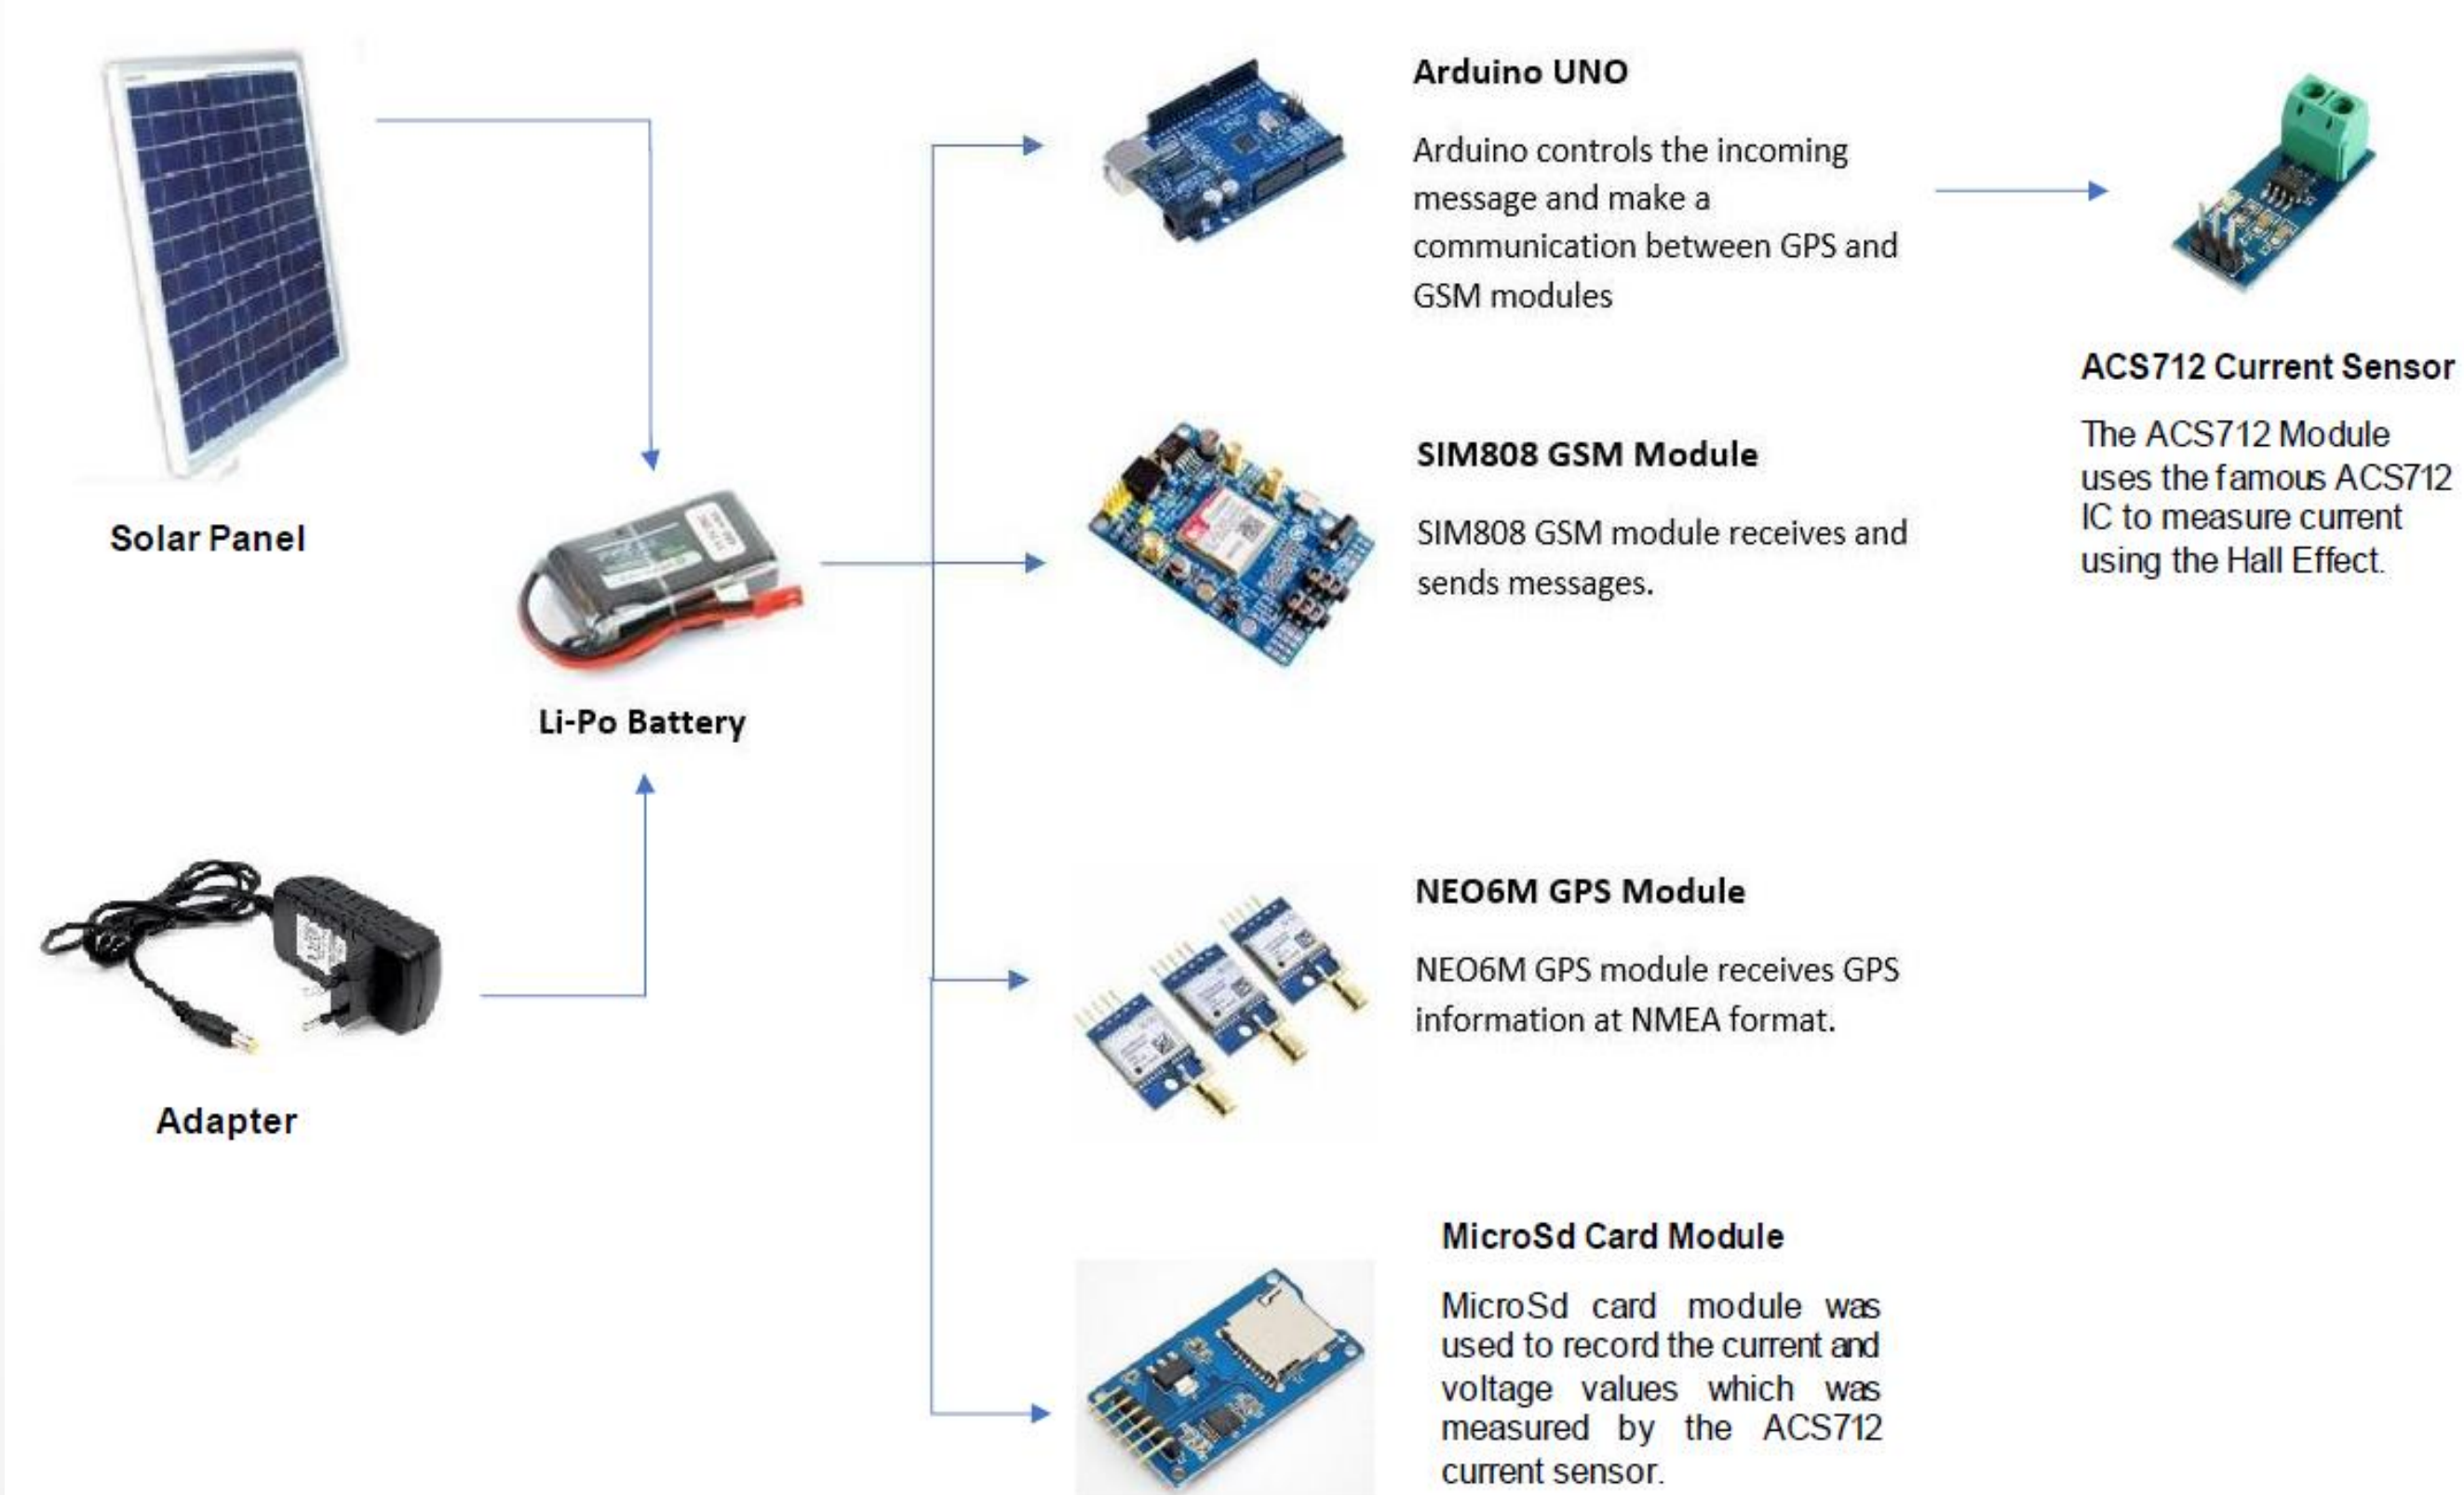 Solar Panel
Li-Po Battery
Adapter
Arduino UNO
Arduino controls the incoming
message and make a
communication between GPS and
GSM modules
ACS712 Current Sensor
The ACS712 Module
uses the famous ACS712
IC to measure current
using the Hall Effect.
SIM808 GSM Module
SIM808 GSM module receives and
sends messages.
NEO6M GPS Module
NEO6M GPS module receives GPS
information at NMEA format.
MicroSd Card Module
MicroSd card module was
used to record the current and
voltage values which was
measured by the ACS712
current sensor.